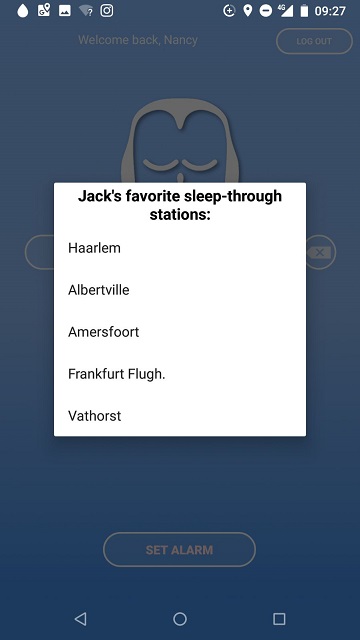 4G
09:27
Welcome back, Nancy
LOG OUT
Jack's favorite sleep-through
stations:
Haarlem
Albertville
Amersfoort
Frankfurt Flugh.
Vathorst
SET ALARM